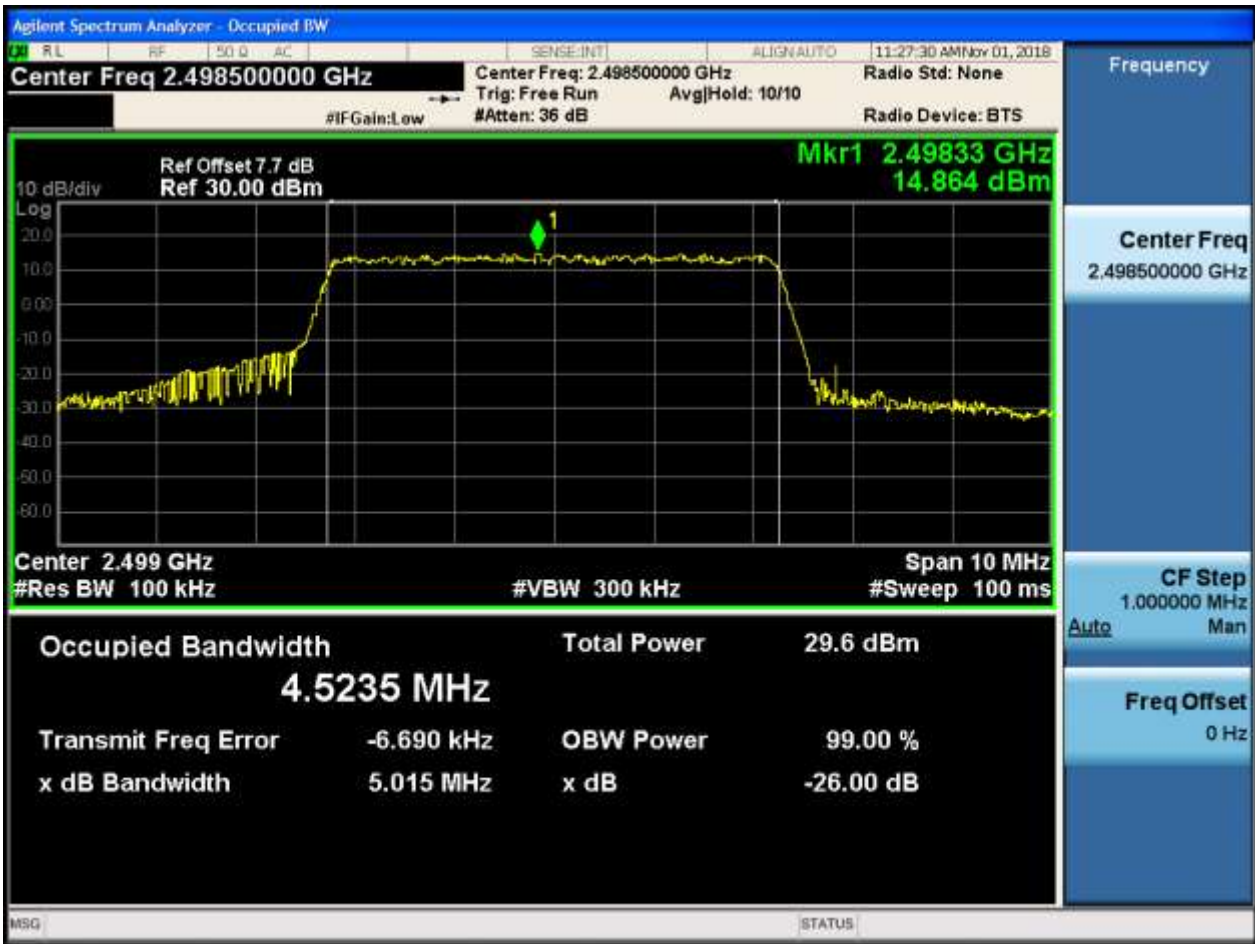 Agilent Spectrum Analyzer - Occupied BW
RL RF 50 Ω AC SENSE:INT ALIGN AUTO 11:27:30 AM Nov 01, 2018
Center Freq 2.498500000 GHz
Center Freq: 2.498500000 GHz
Radio Std: None
Trig: Free Run Avg|Hold: 10/10
#IFGain:Low
#Atten: 36 dB
Radio Device: BTS
Mkr1 2.49833 GHz
14.864 dBm
Ref Offset 7.7 dB
10 dB/div Ref 30.00 dBm
Log
20.0
10.0
0.00
-10.0
-20.0
-30.0
-40.0
-50.0
-60.0
1
Center 2.499 GHz Span 10 MHz
#Res BW 100 kHz #VBW 300 kHz #Sweep 100 ms
Occupied Bandwidth Total Power 29.6 dBm
4.5235 MHz
Transmit Freq Error -6.690 kHz OBW Power 99.00 %
x dB Bandwidth 5.015 MHz x dB -26.00 dB
Frequency
Center Freq
2.498500000 GHz
CF Step
1.000000 MHz
Auto Man
Freq Offset
0 Hz
MSG STATUS